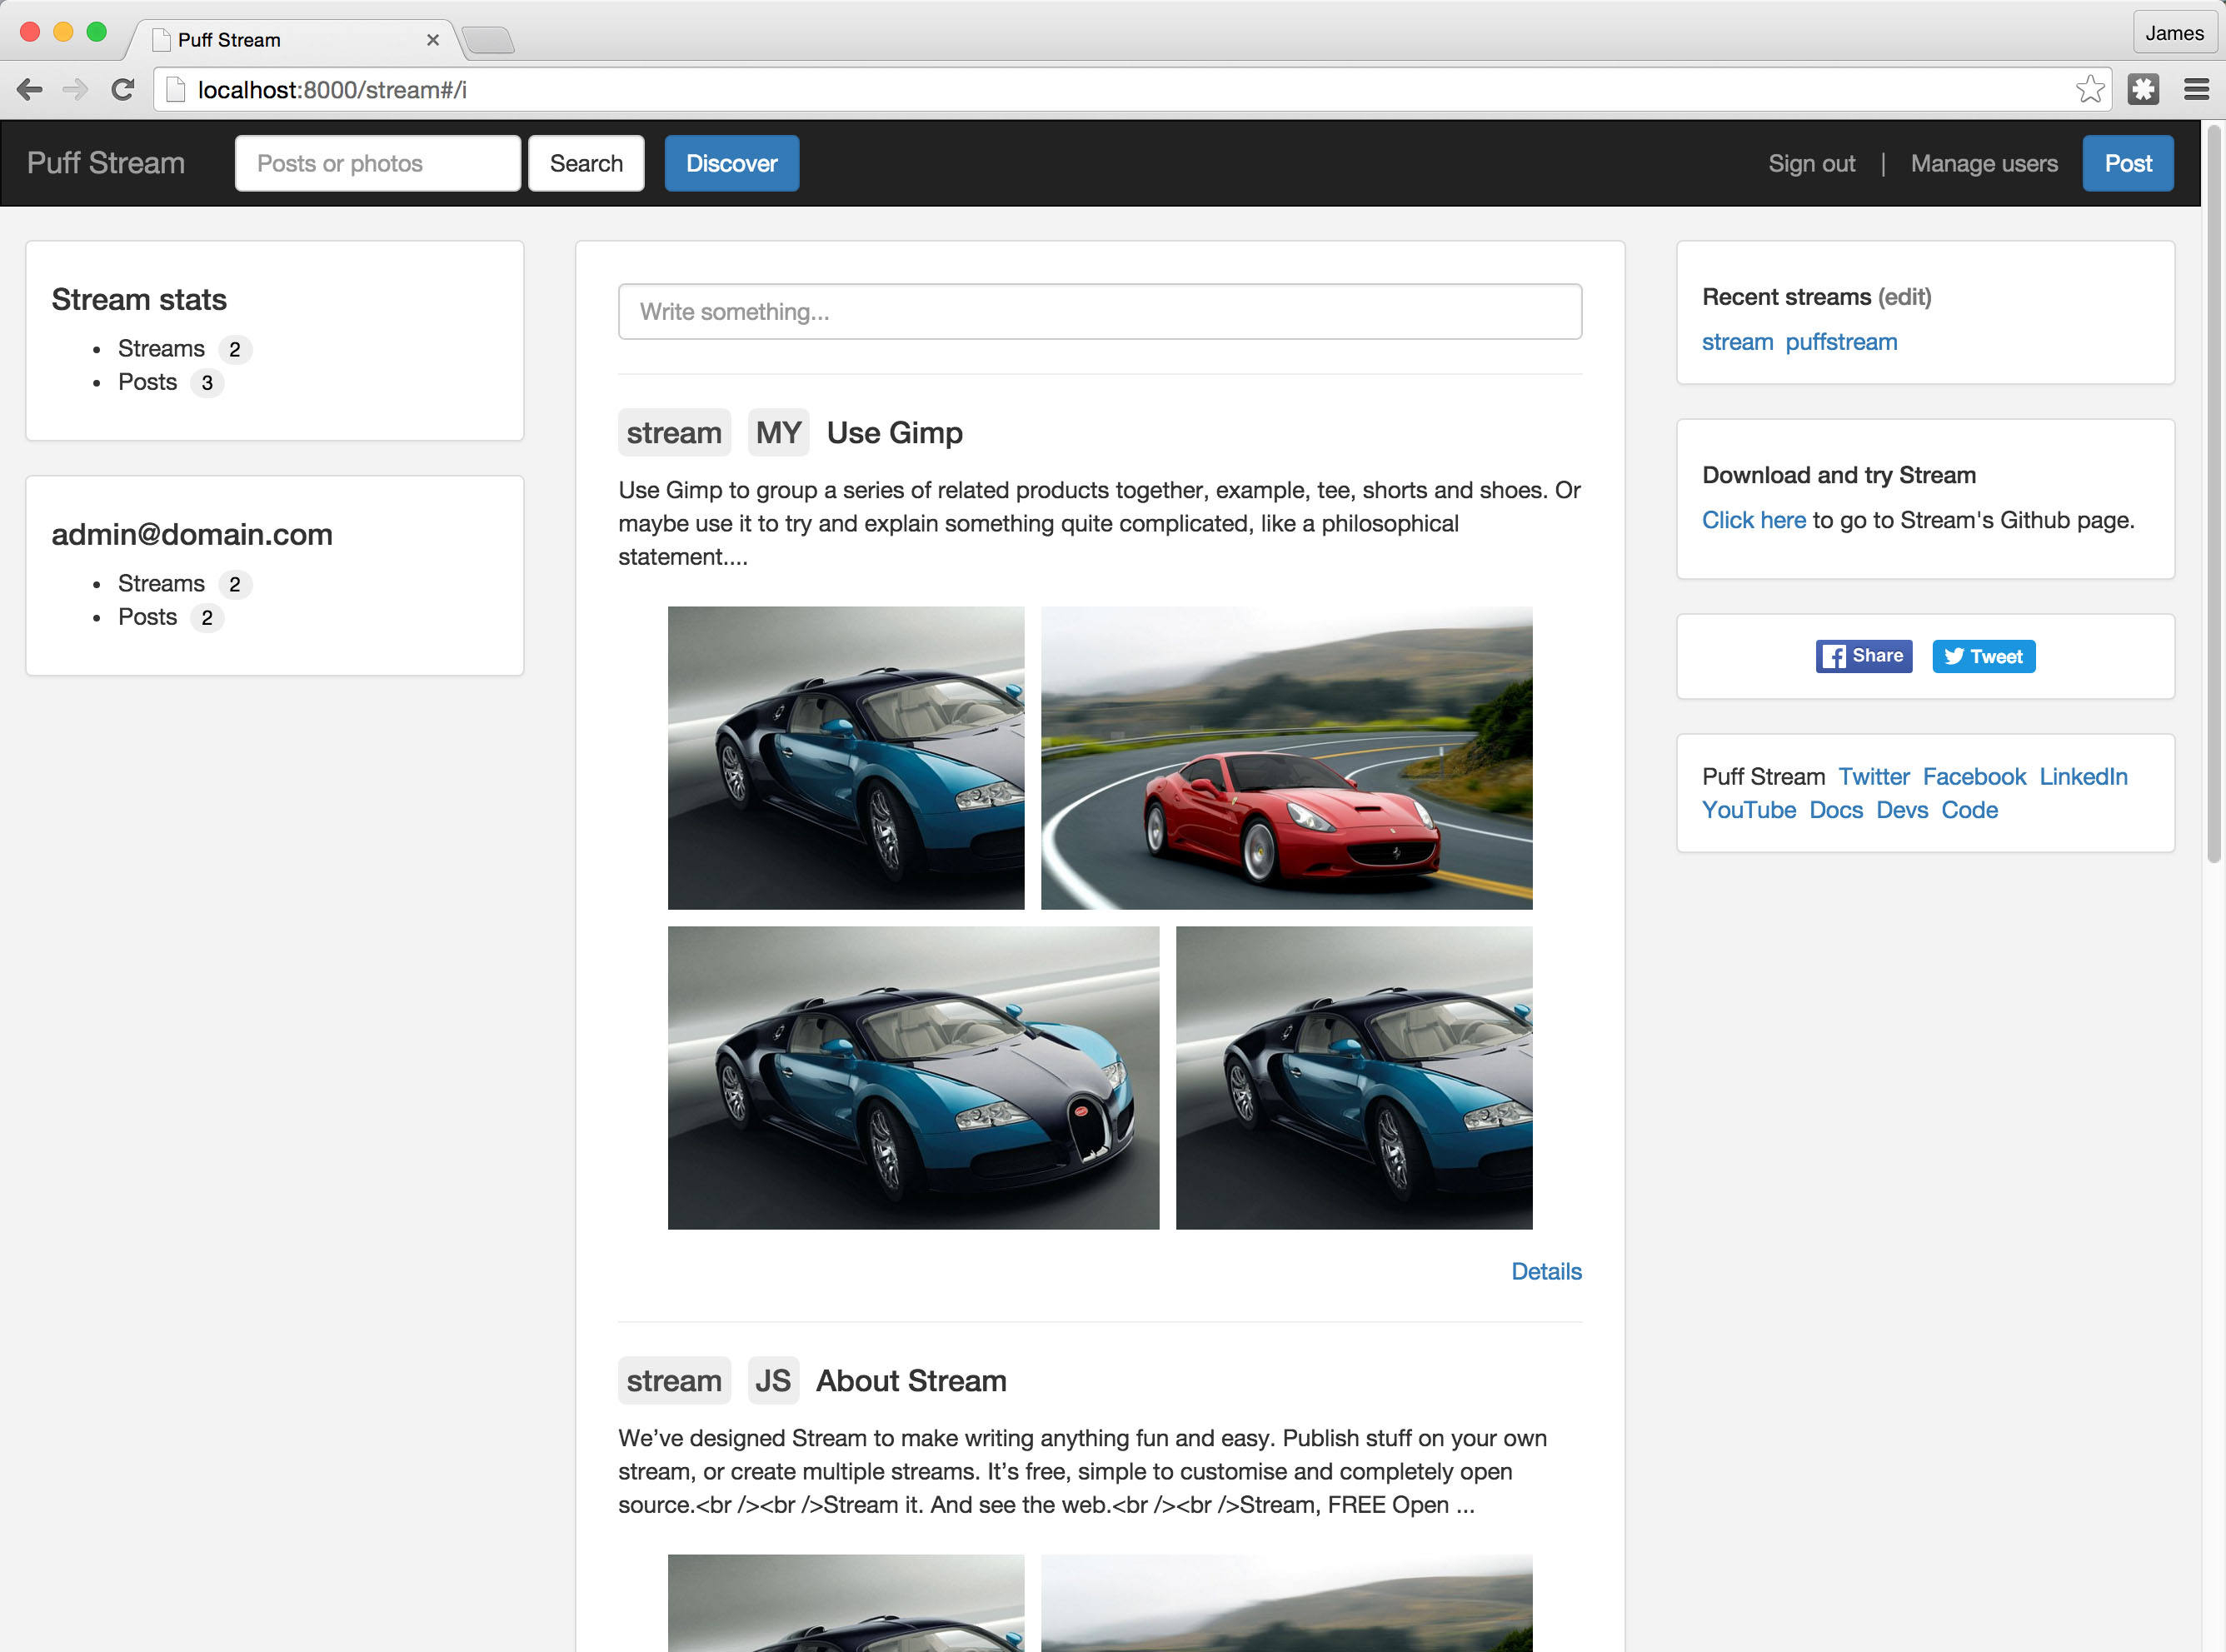 Puff Stream
James
localhost:8000/stream#/i
Puff Stream
Posts or photos
Search
Discover
Sign out | Manage users
Post
Stream stats
• Streams 2
• Posts 3
admin@domain.com
• Streams 2
• Posts 2
Write something...
stream MY Use Gimp
Use Gimp to group a series of related products together, example, tee, shorts and shoes. Or
maybe use it to try and explain something quite complicated, like a philosophical
statement....
Details
stream JS About Stream
We’ve designed Stream to make writing anything fun and easy. Publish stuff on your own
stream, or create multiple streams. It’s free, simple to customise and completely open
source.<br /><br />Stream it. And see the web.<br /><br />Stream, FREE Open ...
Recent streams (edit)
stream puffstream
Download and try Stream
Click here to go to Stream's Github page.
Share
Tweet
Puff Stream Twitter Facebook LinkedIn
YouTube Docs Devs Code